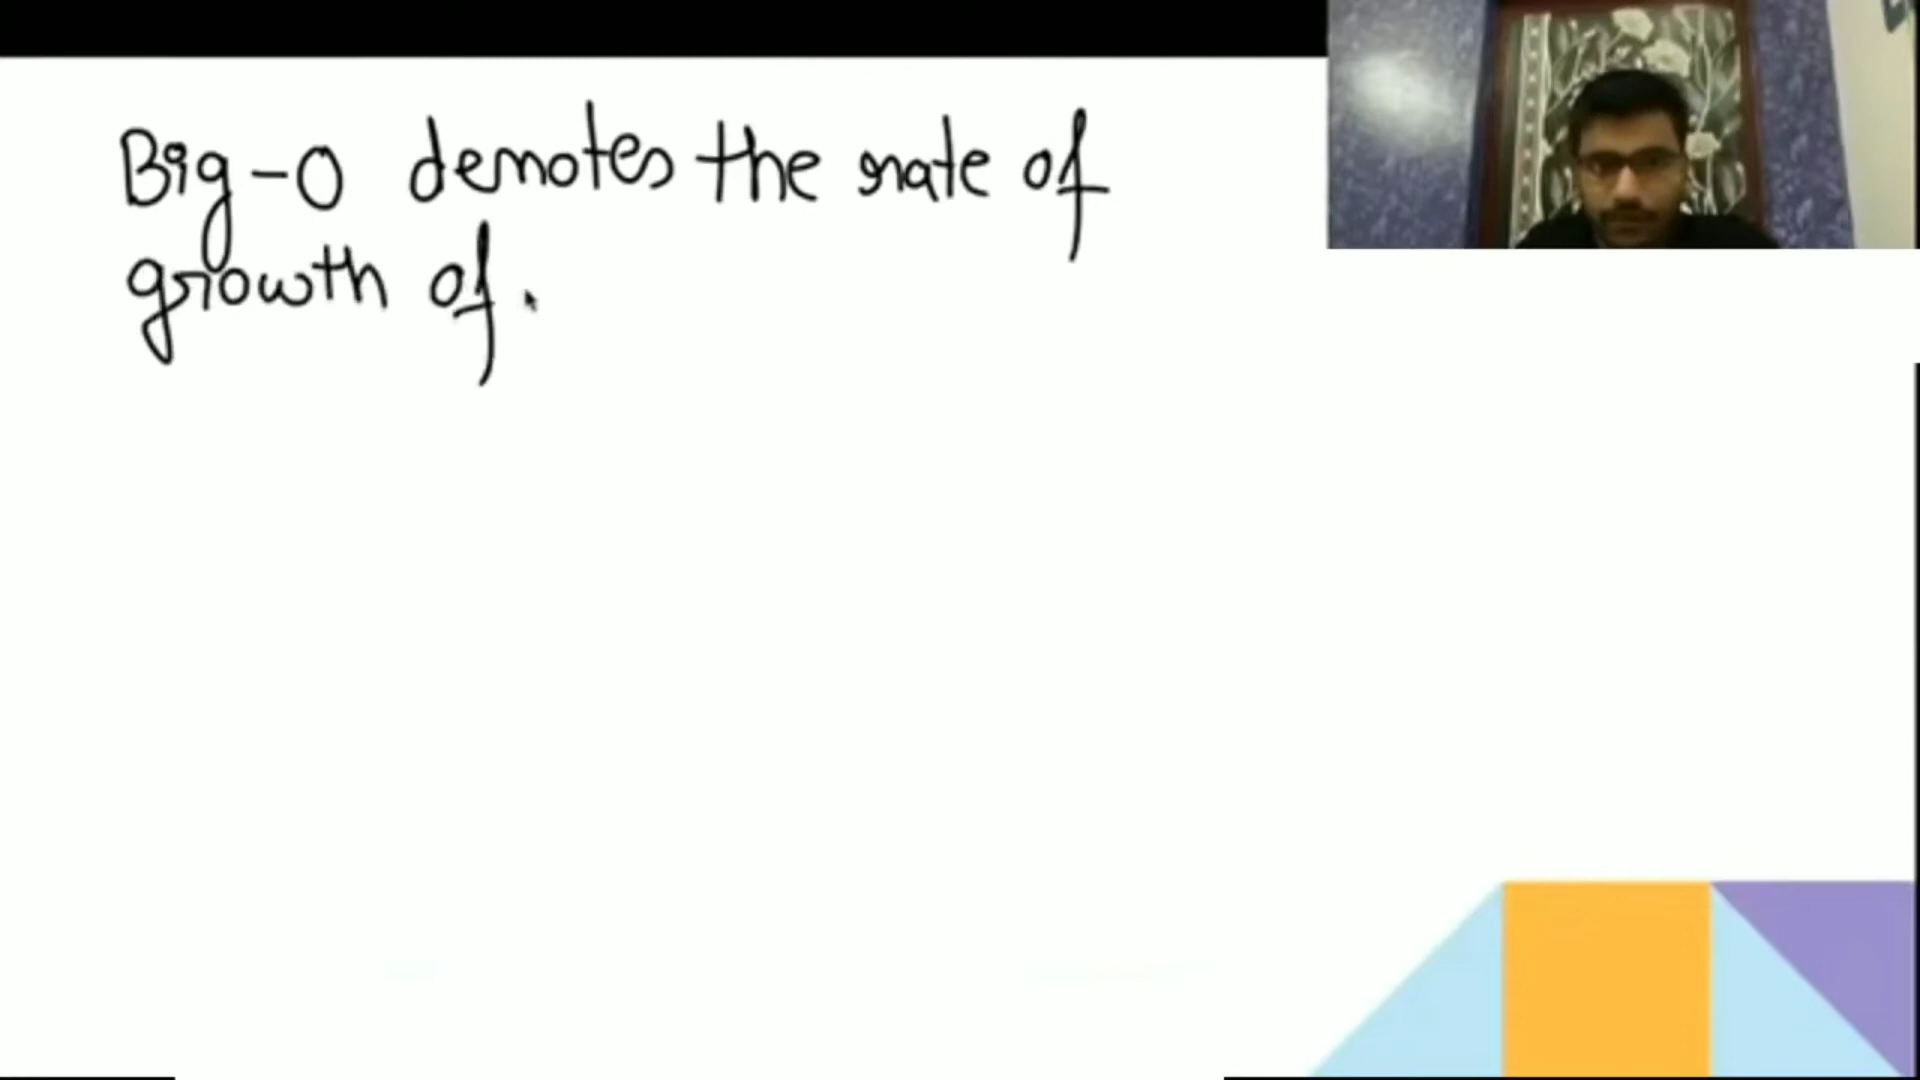 Big-O denotes the rate of
growth of